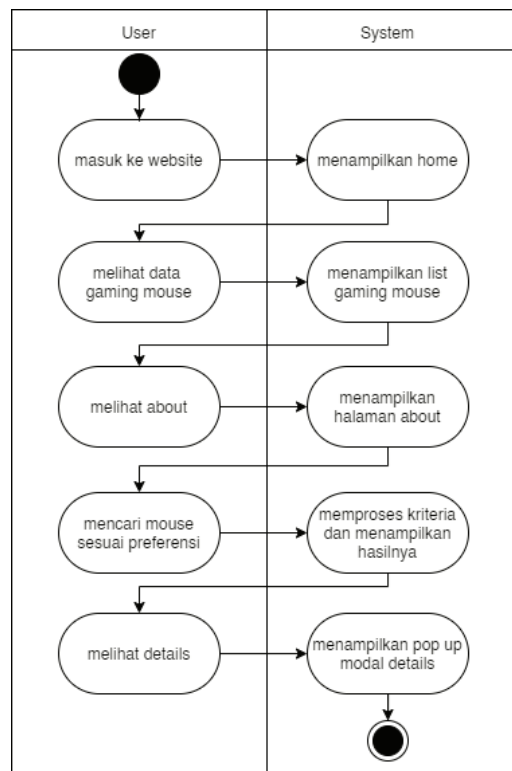 User
System
masuk ke website
menampilkan home
melihat data
gaming mouse
menampilkan list
gaming mouse
melihat about
menampilkan
halaman about
mencari mouse
sesuai preferensi
memproses kriteria
dan menampilkan
hasilnya
melihat details
menampilkan pop up
modal details